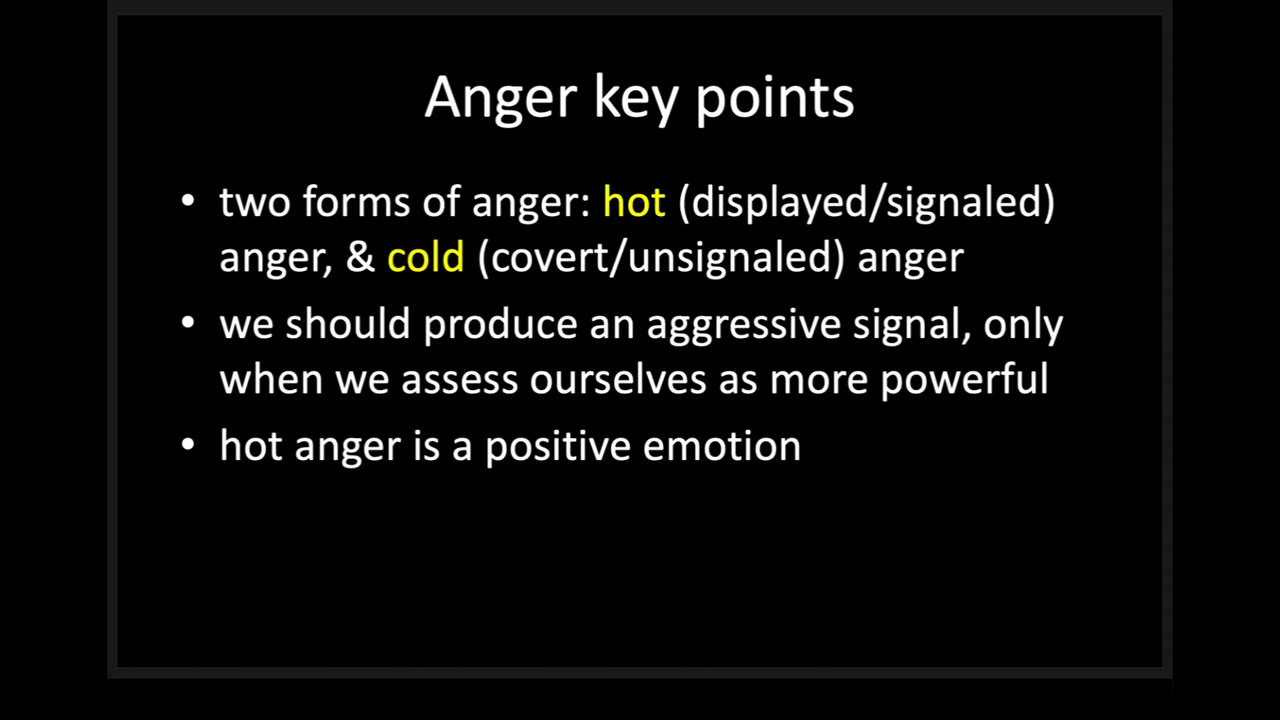 Anger key points
• two forms of anger: hot (displayed/signaled)
anger, & cold (covert/unsignaled) anger
• we should produce an aggressive signal, only
when we assess ourselves as more powerful
• hot anger is a positive emotion